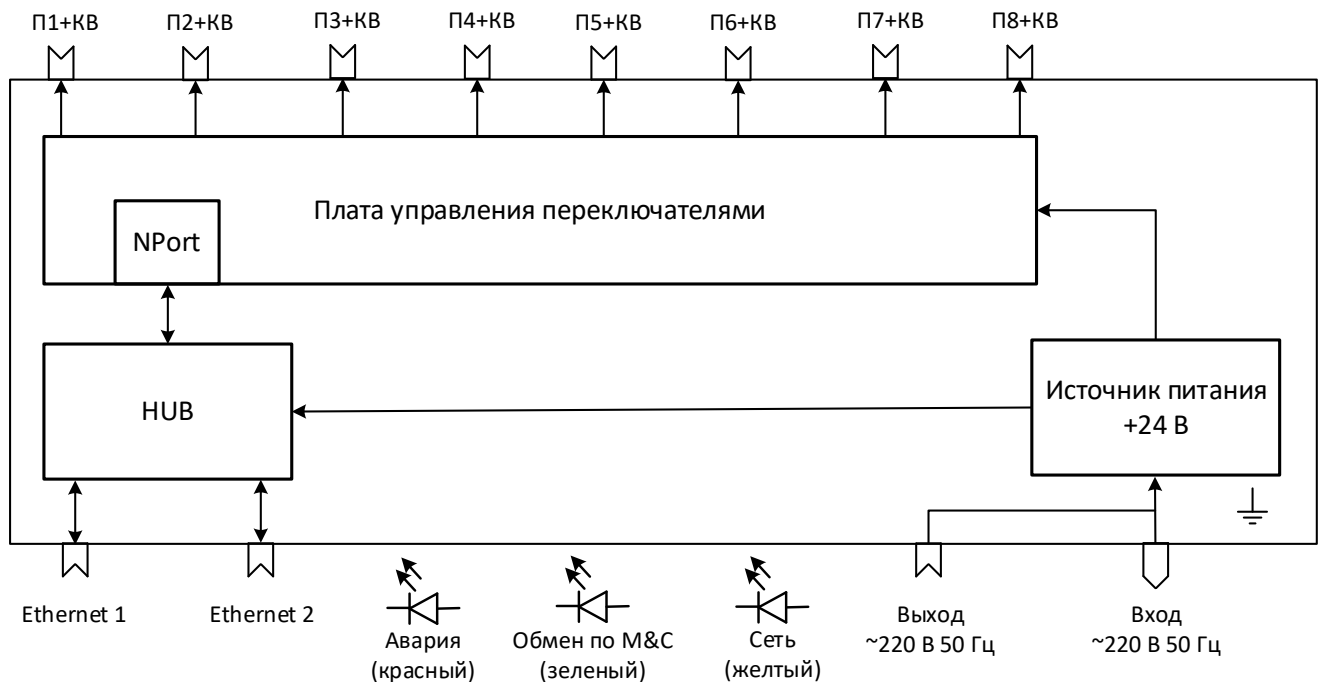 П1+КВ
П2+КВ
П3+КВ
П4+КВ
П5+КВ
П6+КВ
П7+КВ
П8+КВ
Плата управления переключателями
NPort
HUB
Источник питания
+24 В
Ethernet 1
Ethernet 2
Авария
(красный)
Обмен по M&C
(зеленый)
Сеть
(желтый)
Выход
~220 В 50 Гц
Вход
~220 В 50 Гц